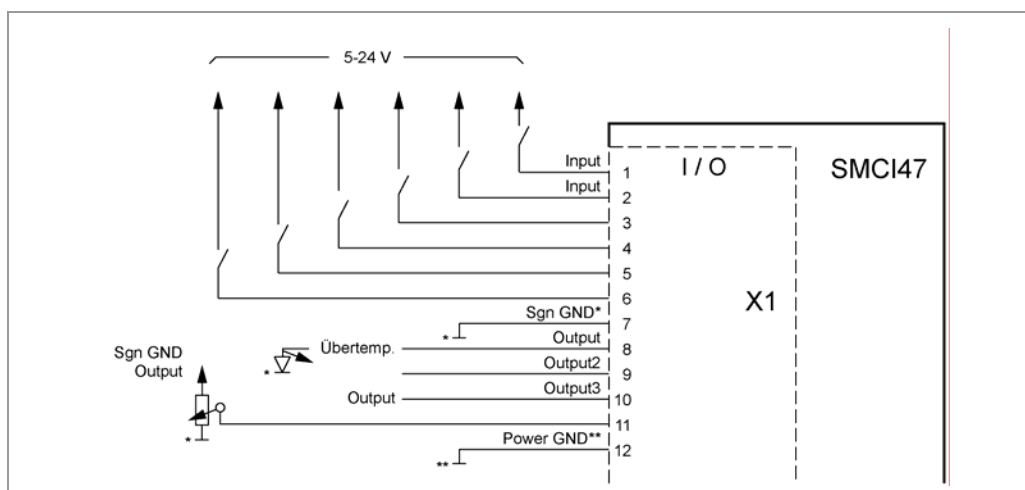 5-24 V
Input
1
I / O
SMCI47
Input
2
3
4
5
X1
6
Sgn GND*
7
*
Output
Übertemp.
8
*
Sgn GND
Output
Output2
9
Output3
Output
10
11
*
Power GND**
12
**